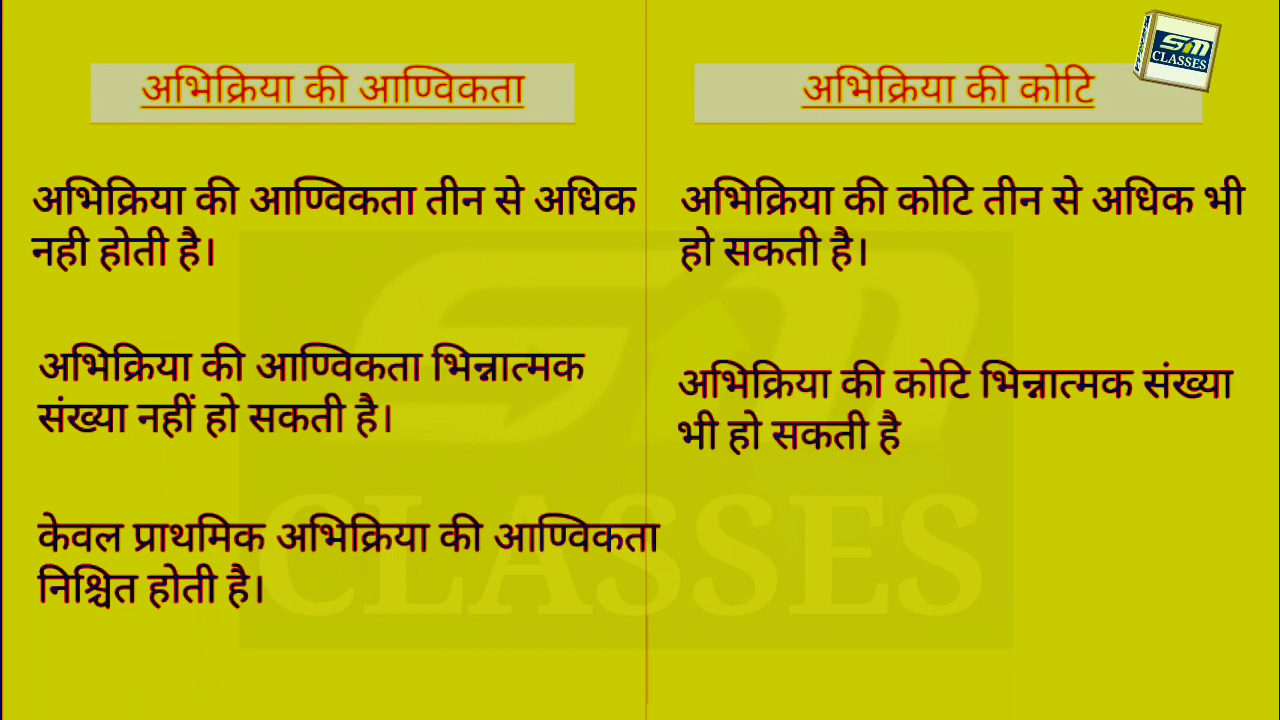 SM
CLASSES
अभिक्रिया की आण्विकता
अभिक्रिया की आण्विकता तीन से अधिक
नही होती है।
अभिक्रिया की आण्विकता भिन्नात्मक
संख्या नहीं हो सकती है।
केवल प्राथमिक अभिक्रिया की आण्विकता
निश्चित होती है।
अभिक्रिया की कोटि
अभिक्रिया की कोटि तीन से अधिक भी
हो सकती है।
अभिक्रिया की कोटि भिन्नात्मक संख्या
भी हो सकती है
SM
CLASSES